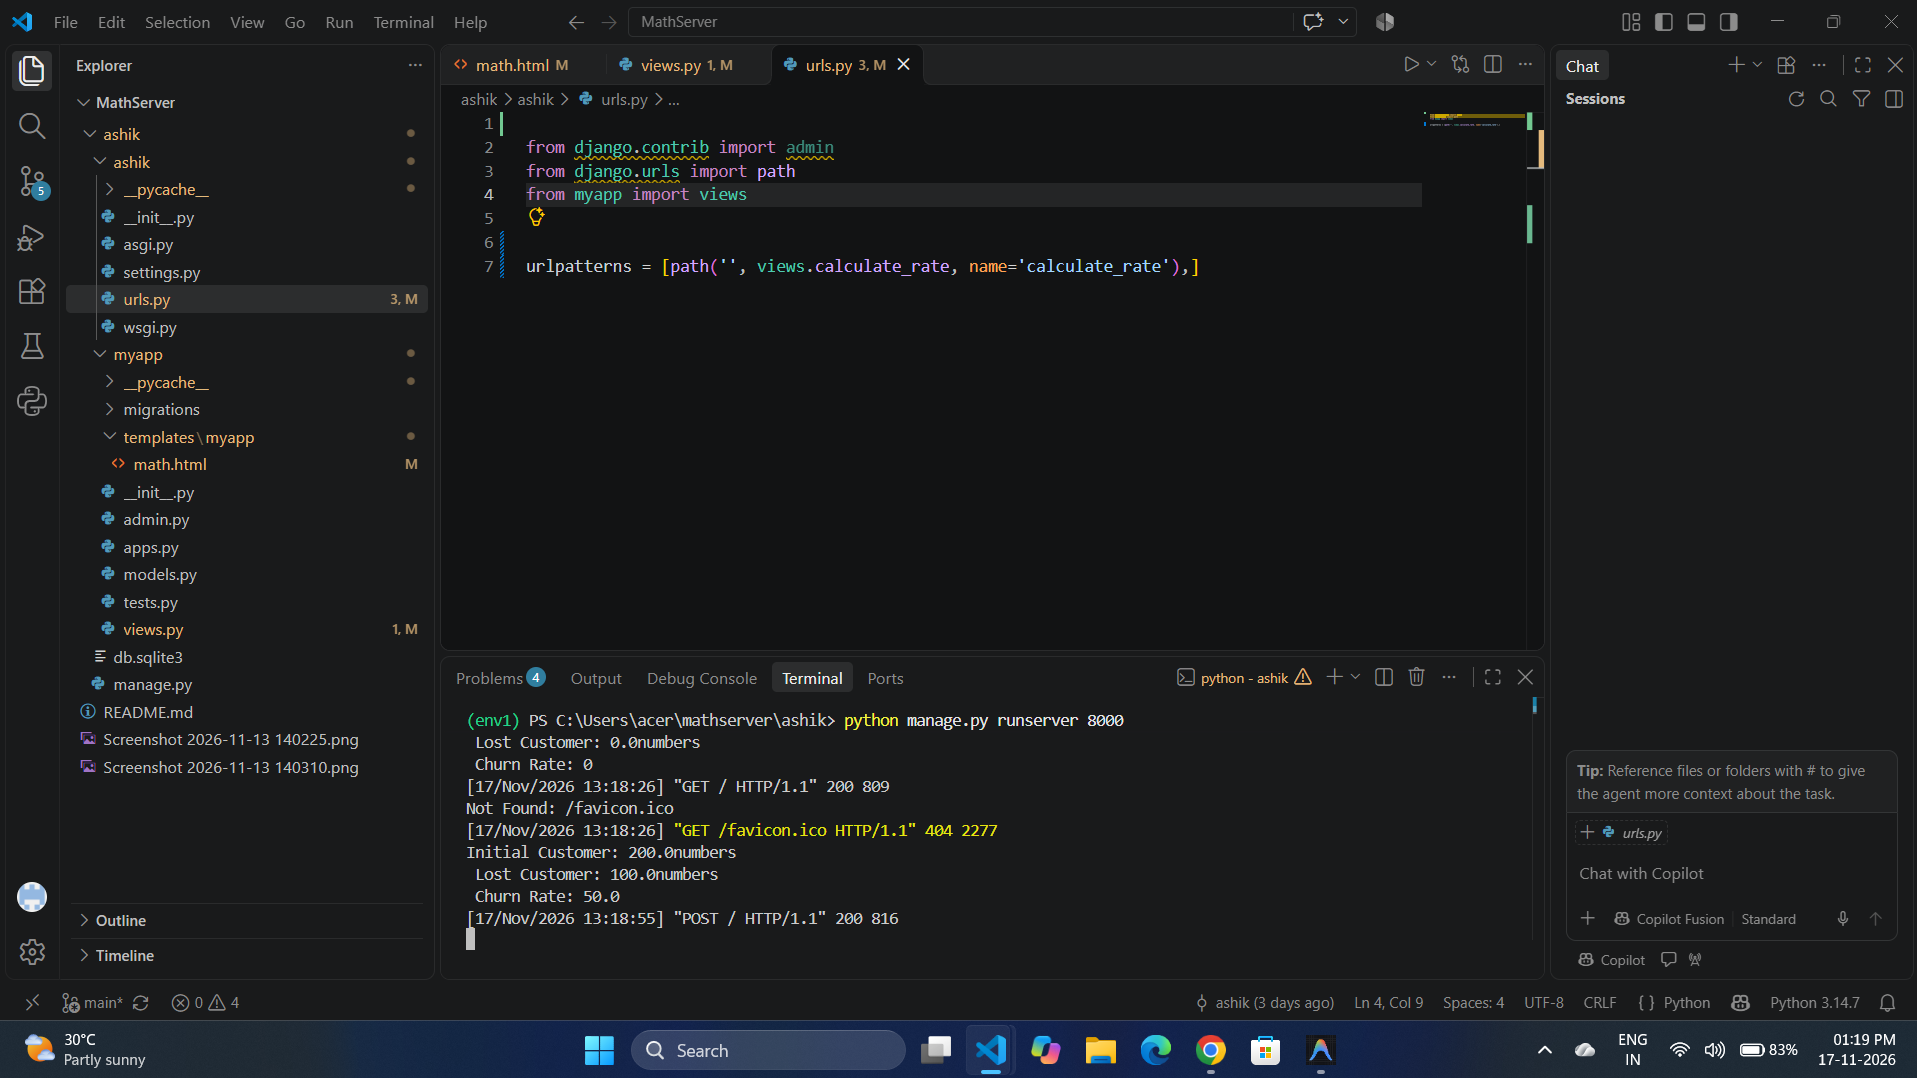 File Edit Selection View Go Run Terminal Help
MathServer
Explorer
MathServer
ashik
ashik
__pycache__
__init__.py
asgi.py
settings.py
urls.py 3, M
wsgi.py
myapp
__pycache__
migrations
templates\myapp
math.html M
__init__.py
admin.py
apps.py
models.py
tests.py
views.py 1, M
db.sqlite3
manage.py
README.md
Screenshot 2026-11-13 140225.png
Screenshot 2026-11-13 140310.png
Outline
Timeline
5
math.html M views.py 1, M urls.py 3, M
ashik > ashik > urls.py > ...
1
2 from django.contrib import admin
3 from django.urls import path
4 from myapp import views
5
6
7 urlpatterns = [path('', views.calculate_rate, name='calculate_rate'),]
Problems 4 Output Debug Console Terminal Ports
python - ashik
(env1) PS C:\Users\acer\mathserver\ashik> python manage.py runserver 8000
Lost Customer: 0.0numbers
Churn Rate: 0
[17/Nov/2026 13:18:26] "GET / HTTP/1.1" 200 809
Not Found: /favicon.ico
[17/Nov/2026 13:18:26] "GET /favicon.ico HTTP/1.1" 404 2277
Initial Customer: 200.0numbers
Lost Customer: 100.0numbers
Churn Rate: 50.0
[17/Nov/2026 13:18:55] "POST / HTTP/1.1" 200 816
Chat
Sessions
Tip: Reference files or folders with # to give
the agent more context about the task.
urls.py
Chat with Copilot
Copilot Fusion Standard
Copilot
main* 0 4
ashik (3 days ago) Ln 4, Col 9 Spaces: 4 UTF-8 CRLF { } Python Python 3.14.7
30°C
Partly sunny
Search
ENG
IN
83%
01:19 PM
17-11-2026